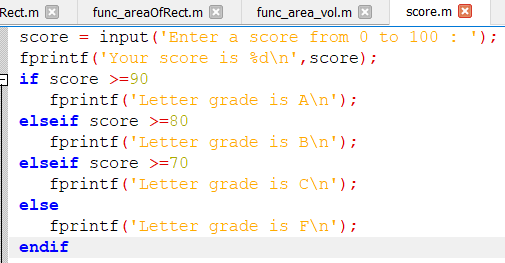 Rect.m func_areaOfRect.m func_area_vol.m score.m
score = input('Enter a score from 0 to 100 : ');
fprintf('Your score is %d\n',score);
if score >=90
   fprintf('Letter grade is A\n');
elseif score >=80
   fprintf('Letter grade is B\n');
elseif score >=70
   fprintf('Letter grade is C\n');
else
   fprintf('Letter grade is F\n');
endif